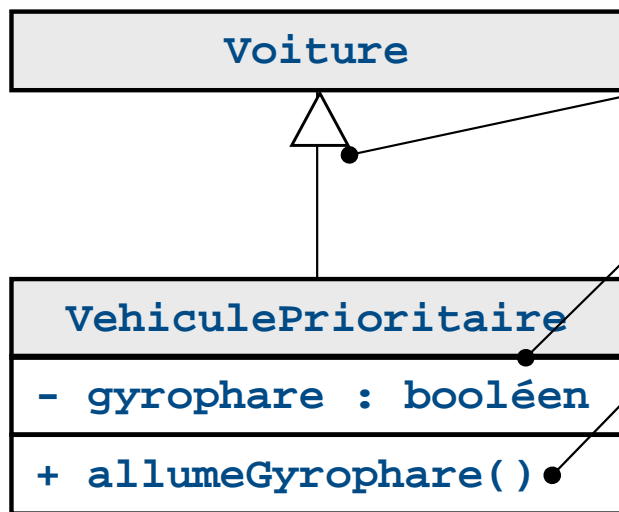 Voiture
VehiculePrioritaire
- gyrophare : booléen
+ allumeGyrophare()